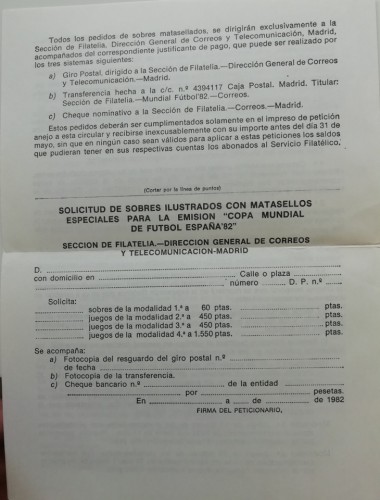 Todos los pedidos de sobres matasellados, se dirigirán exclusivamente a la
Sección de Filatelia, Dirección General de Correos y Telecomunicación, Madrid,
acompañados del correspondiente justificante de pago, que puede ser realizado por
los tres sistemas siguientes:
a) Giro Postal, dirigido a la Sección de Filatelia.—Dirección General de Correos
y Telecomunicación.—Madrid.
b) Transferencia hecha a la c/c. n.º 4394117 Caja Postal. Madrid. Titular:
Sección de Filatelia.—Mundial Fútbol'82.—Correos.
c) Cheque nominativo a la Sección de Filatelia.—Correos.—Madrid.
Estos pedidos deberán ser cumplimentados solamente en el impreso de petición
anejo a esta circular y recibirse inexcusablemente con su importe antes del día 31 de
mayo, sin que en ningún caso sean válidos para aplicar a estas peticiones los saldos
que pudieran tener en sus respectivas cuentas los abonados al Servicio Filatélico.
(Cortar por la línea de puntos)
SOLICITUD DE SOBRES ILUSTRADOS CON MATASELLOS
ESPECIALES PARA LA EMISION "COPA MUNDIAL
DE FUTBOL ESPAÑA'82"
SECCION DE FILATELIA.—DIRECCION GENERAL DE CORREOS
Y TELECOMUNICACION-MADRID
D.
con domicilio en Calle o plaza
número D. P. n.º
Solicita:
sobres de la modalidad 1.ª a 60 ptas. ptas.
juegos de la modalidad 2.ª a 450 ptas. ptas.
juegos de la modalidad 3.ª a 450 ptas. ptas.
juegos de la modalidad 4.ª a 1.550 ptas. ptas.
Se acompaña:
a) Fotocopia del resguardo del giro postal n.º
de fecha
b) Fotocopia de la transferencia.
c) Cheque bancario n.º de la entidad
por pesetas.
En a de de 1982
FIRMA DEL PETICIONARIO,